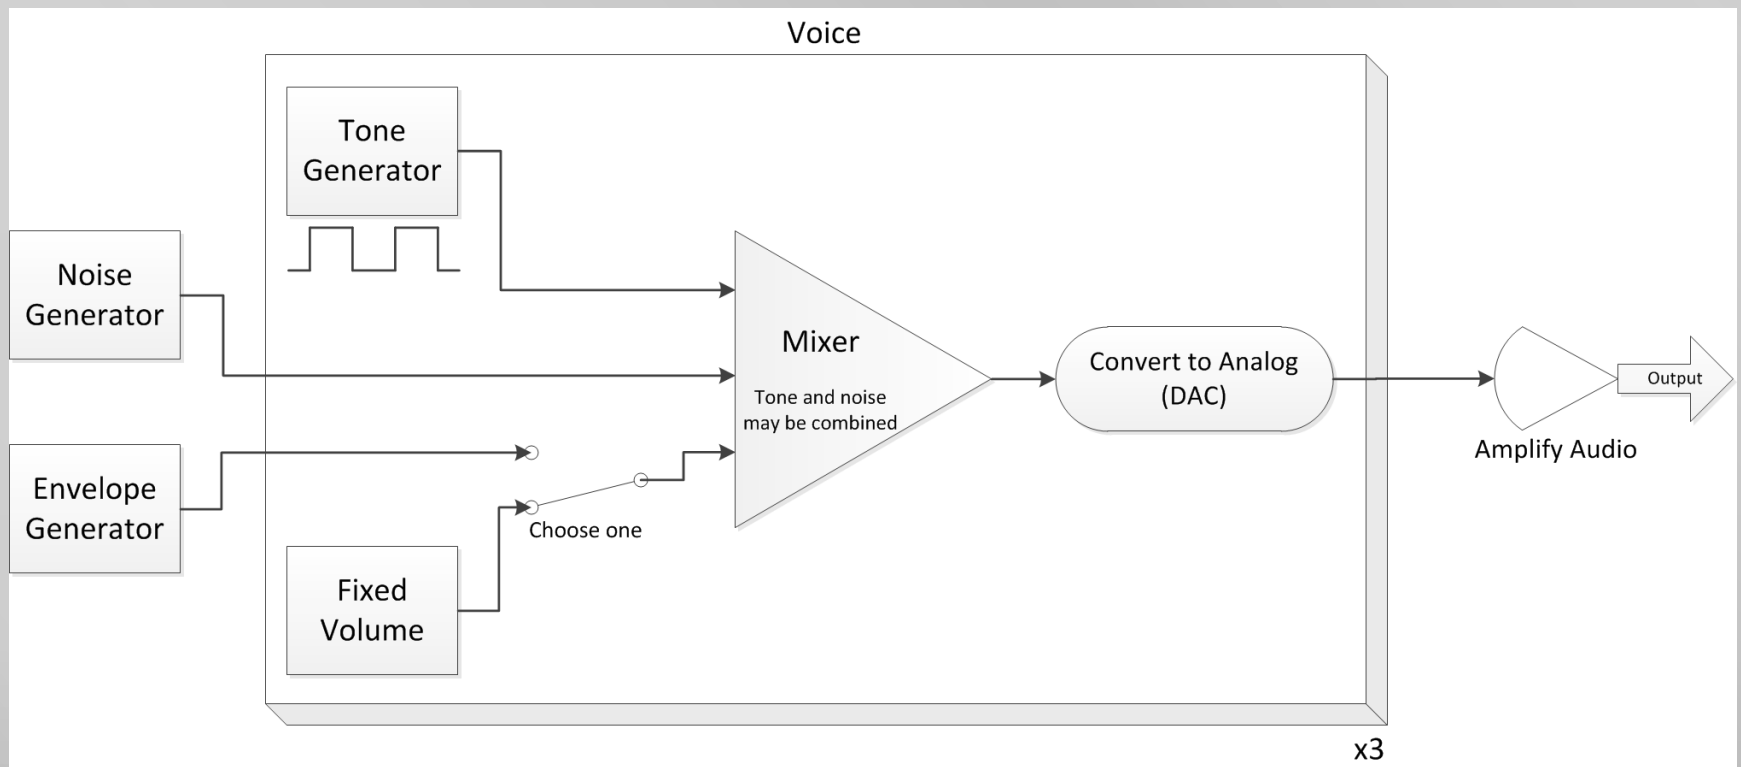 Voice
Tone
Generator
Noise
Generator
Mixer
Tone and noise
may be combined
Convert to Analog
(DAC)
Output
Amplify Audio
Envelope
Generator
Choose one
Fixed
Volume
x3